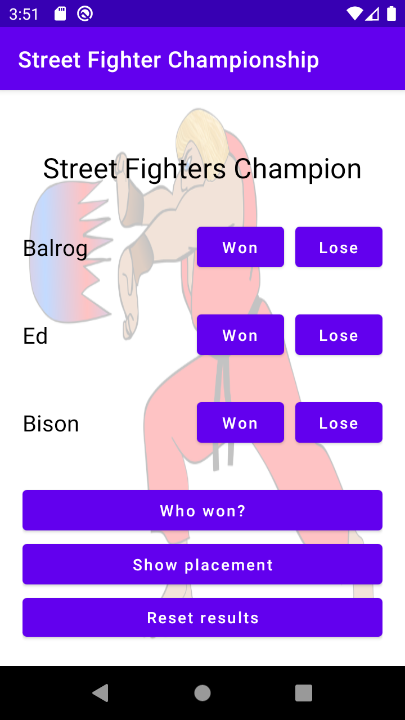 3:51
Street Fighter Championship
Street Fighters Champion
Balrog Won Lose
Ed Won Lose
Bison Won Lose
Who won?
Show placement
Reset results